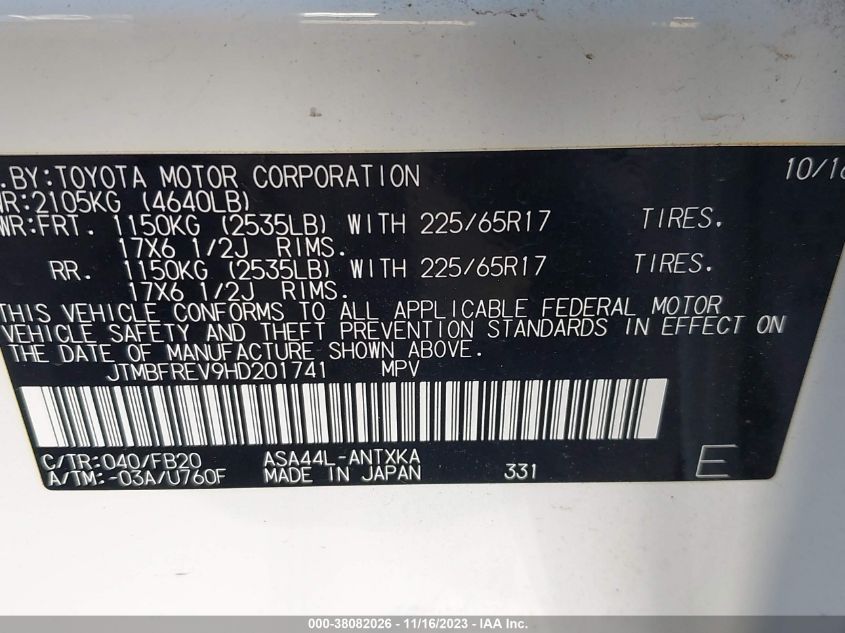 .BY:TOYOTA MOTOR CORPORATION 10/16
WR:2105KG (4640LB)
WR:FRT. 1150KG (2535LB) WITH 225/65R17 TIRES.
17X6 1/2J RIMS.
RR. 1150KG (2535LB) WITH 225/65R17 TIRES.
17X6 1/2J RIMS.
THIS VEHICLE CONFORMS TO ALL APPLICABLE FEDERAL MOTOR
VEHICLE SAFETY AND THEFT PREVENTION STANDARDS IN EFFECT ON
THE DATE OF MANUFACTURE SHOWN ABOVE.
JTMBFREV9HD201741 MPV
C/TR:040/FB20 ASA44L-ANTXKA
A/TM:-03A/U760F MADE IN JAPAN 331 E
000-38082026 - 11/16/2023 - IAA Inc.